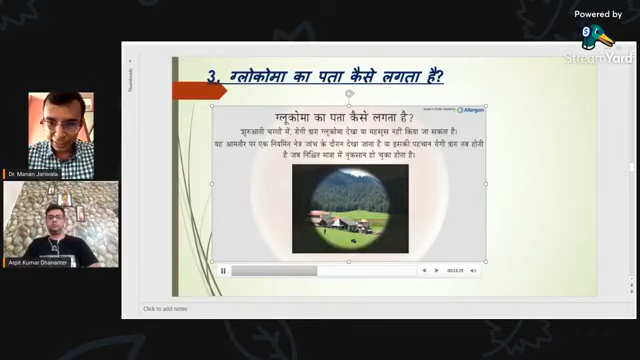 Powered by
S
StreamYard
Thumbnails
3. ग्लोकोमा का पता कैसे लगता है?
Allergan
ग्लूकोमा का पता कैसे लगता है?
शुरुआती चरणों में, रोगी द्वारा ग्लूकोमा देखा या महसूस नहीं किया जा सकता है।
यह आमतौर पर एक नियमित नेत्र जांच के दौरान देखा जाता है या इसकी पहचान रोगी द्वारा तब होती
है जब निश्चित मात्रा में नुकसान हो चुका होता है।
Dr. Manan Jariwala
Arpit Kumar Dhananter
Click to add notes